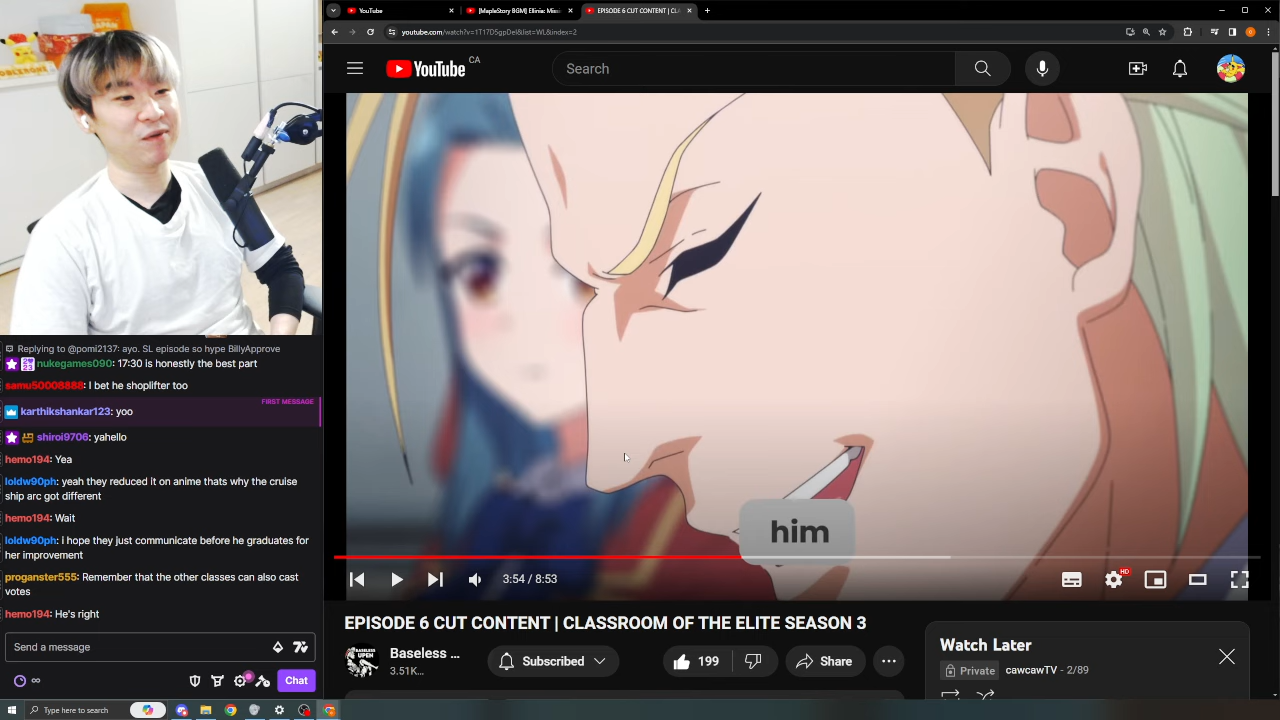 YouTube
[MapleStory BGM] Ellinia: Missi
EPISODE 6 CUT CONTENT | CLA
youtube.com/watch?v=1T17D5gpDeI&list=WL&index=2
YouTube CA
Search
Replying to @pomi2137: ayo. SL episode so hype BillyApprove
nukegames090: 17:30 is honestly the best part
samu50008888: I bet he shoplifter too
FIRST MESSAGE
karthikshankar123: yoo
shiroi9706: yahello
hemo194: Yea
loldw90ph: yeah they reduced it on anime thats why the cruise
ship arc got different
hemo194: Wait
loldw90ph: i hope they just communicate before he graduates for
her improvement
proganster555: Remember that the other classes can also cast
votes
hemo194: He's right
Send a message
Chat
him
3:54 / 8:53
HD
EPISODE 6 CUT CONTENT | CLASSROOM OF THE ELITE SEASON 3
Baseless ...
3.51K...
Subscribed
199
Share
Watch Later
Private
cawcawTV - 2/89
Type here to search